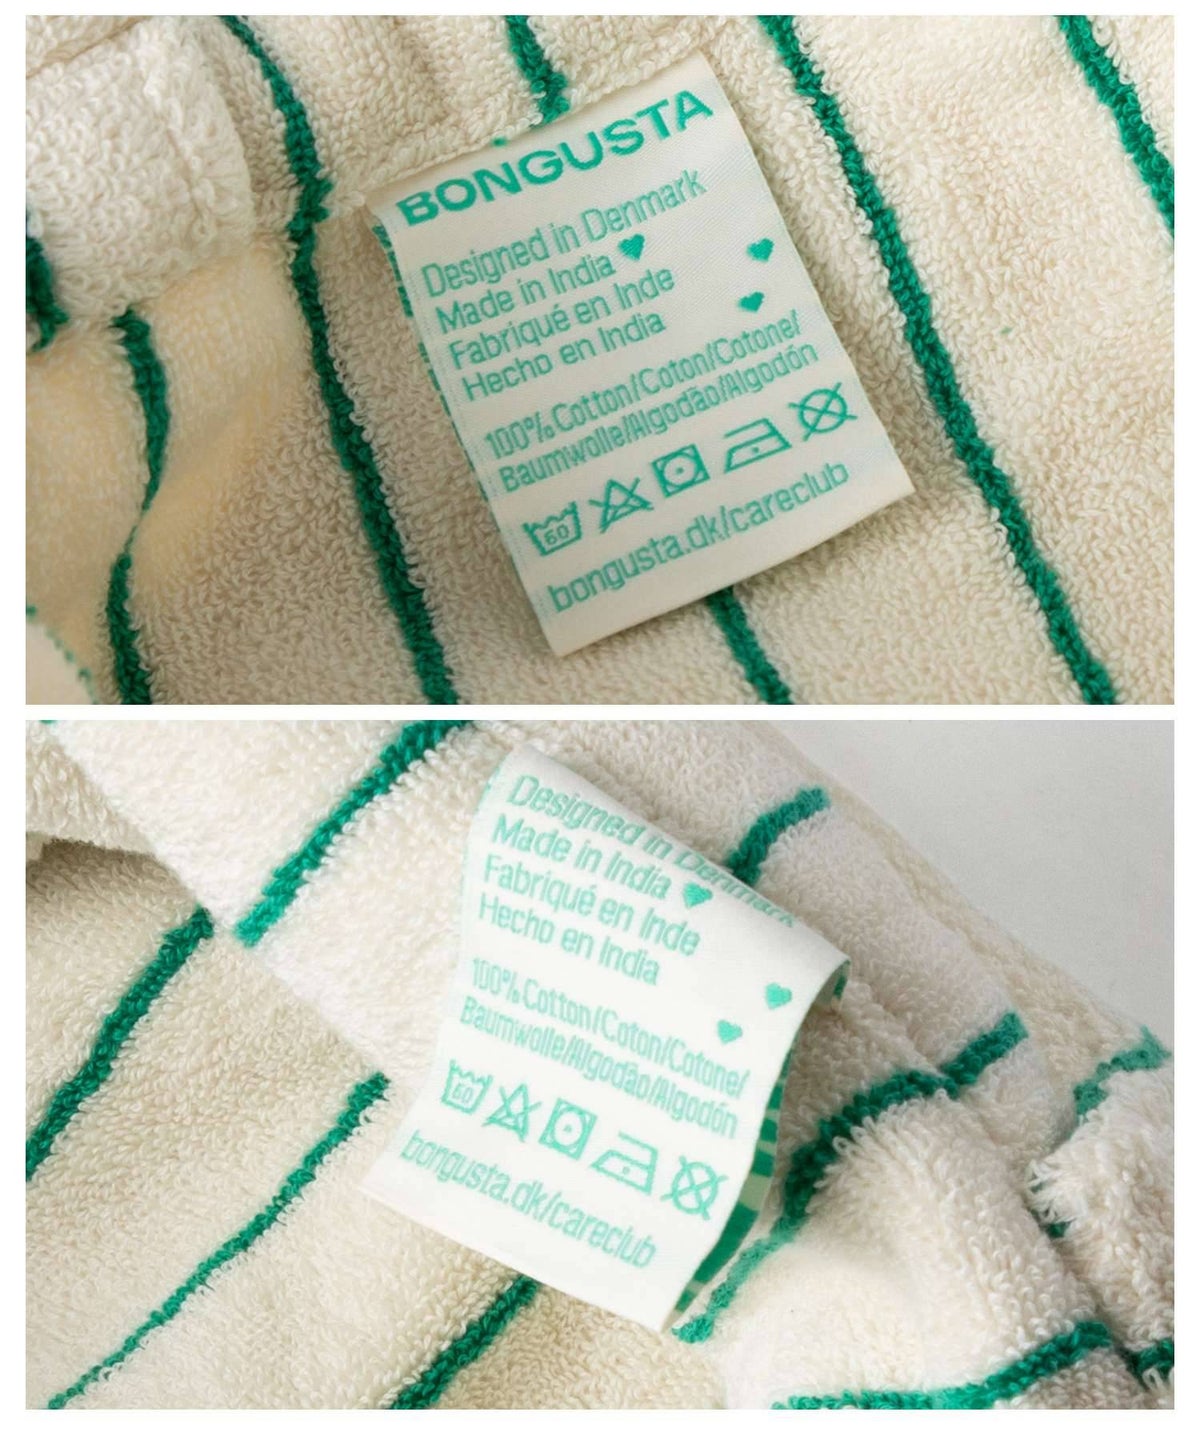 BONGUSTA
Designed in Denmark
Made in India
Fabriqué en Inde
Hecho en India
100% Cotton/Coton/Cotone/
Baumwolle/Algodão/Algodón
60
bongusta.dk/careclub
Designed in Denmark
Made in India
Fabriqué en Inde
Hecho en India
100% Cotton/Coton/Cotone/
Baumwolle/Algodão/Algodón
60
bongusta.dk/careclub